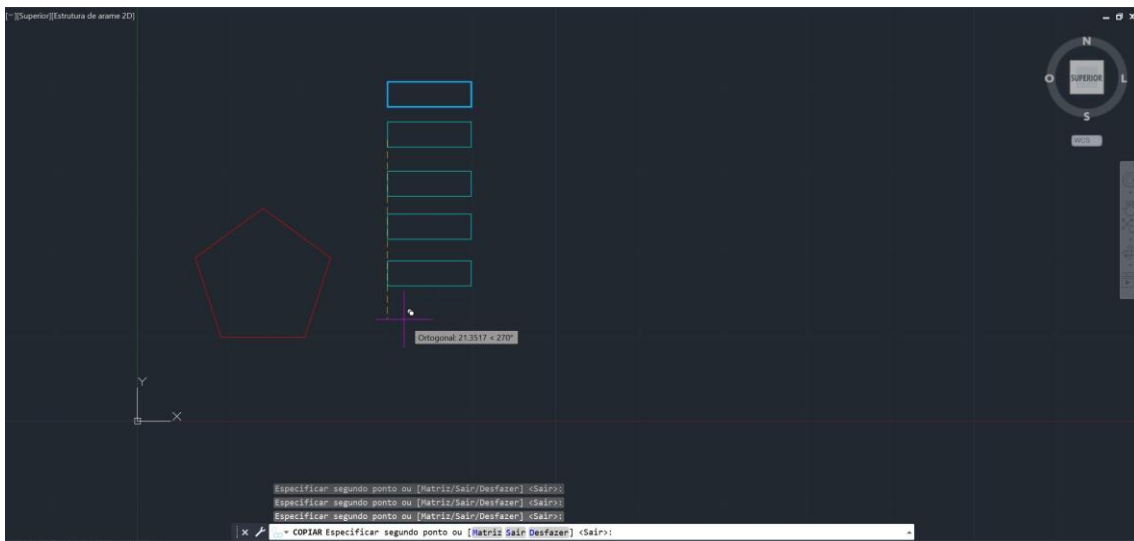 [−][Superior][Estrutura de arame 2D]
N
O
SUPERIOR
L
S
WCS
Ortogonal: 21.3517 < 270°
Y
X
Especificar segundo ponto ou [Matriz/Sair/Desfazer] <Sair>:
Especificar segundo ponto ou [Matriz/Sair/Desfazer] <Sair>:
Especificar segundo ponto ou [Matriz/Sair/Desfazer] <Sair>:
COPIAR Especificar segundo ponto ou [Matriz Sair Desfazer] <Sair>: